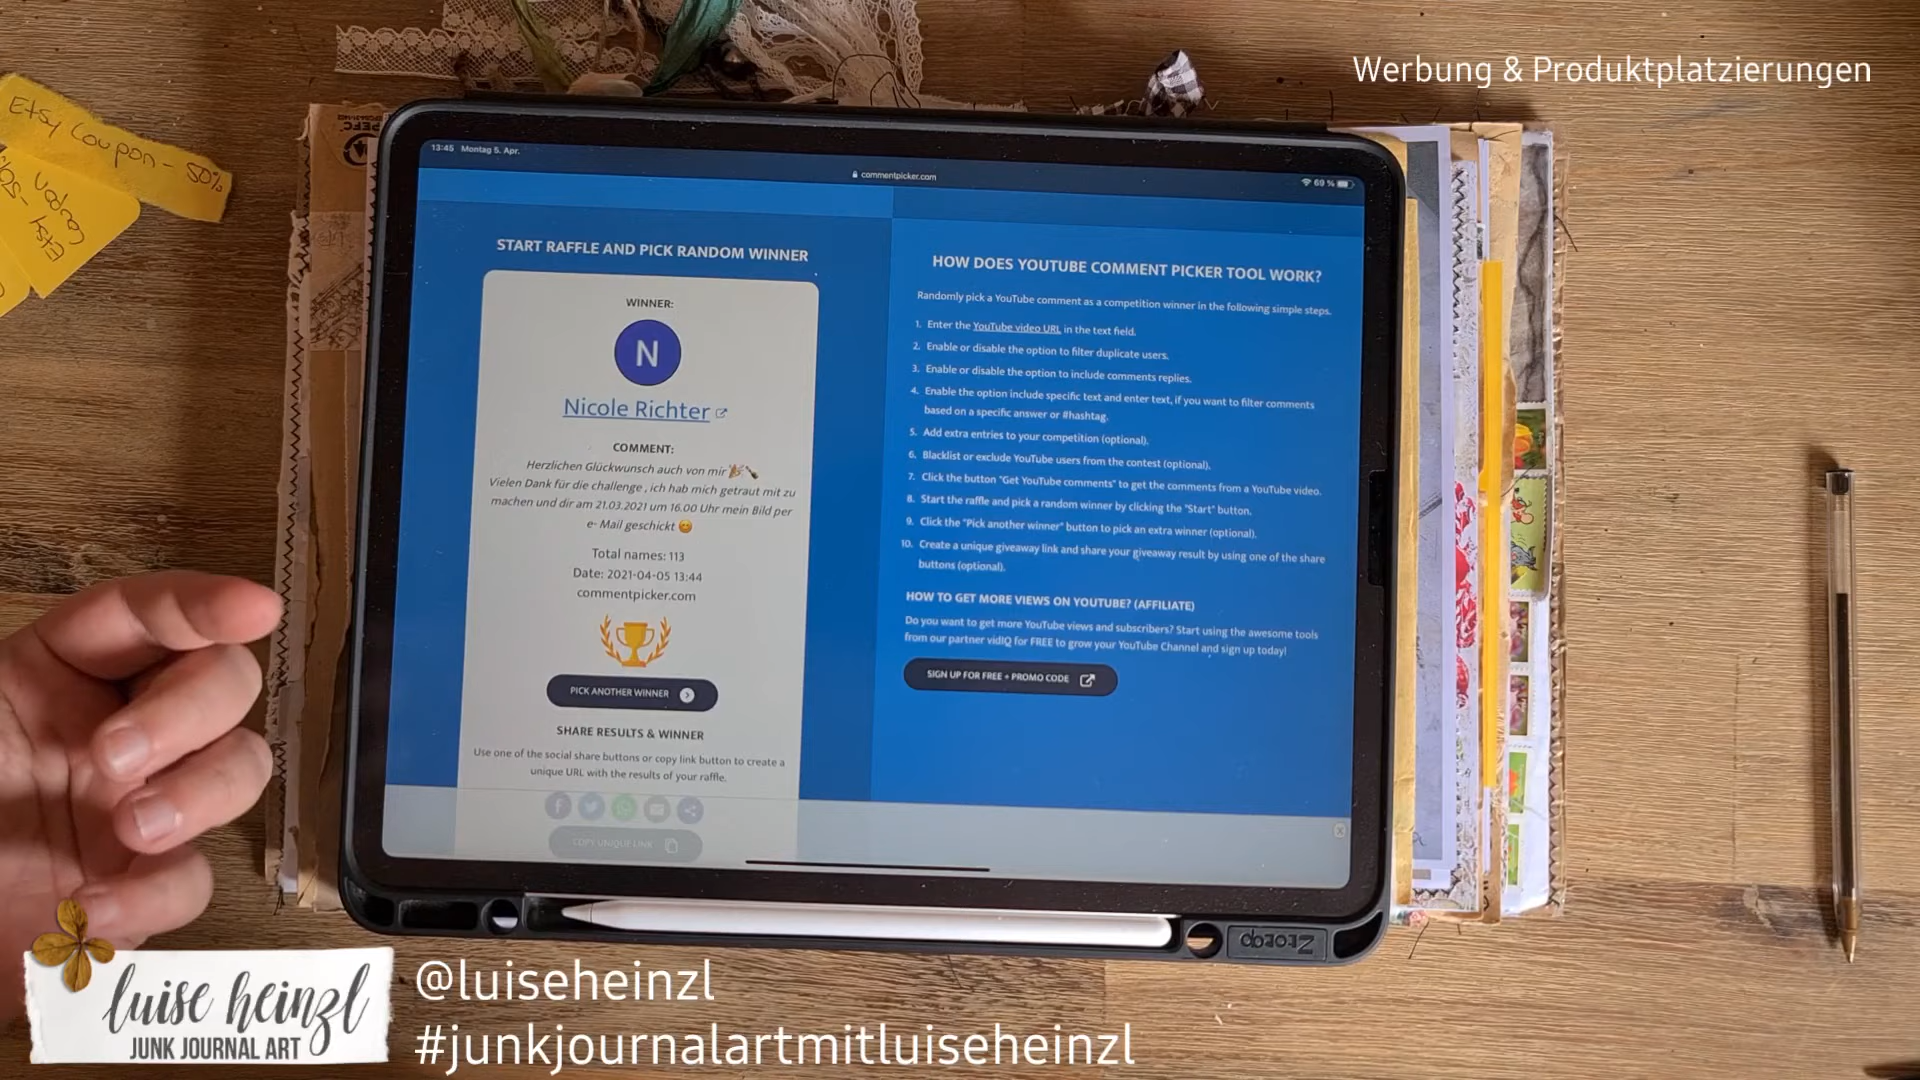 Werbung & Produktplatzierungen
Etsy Coupon - 50%
Etsy
Coupon
PEFC
13:45 Montag 5. Apr.
commentpicker.com
69 %
START RAFFLE AND PICK RANDOM WINNER
WINNER:
N
Nicole Richter
COMMENT:
Herzlichen Glückwunsch auch von mir 🎉🍾
Vielen Dank für die challenge , ich hab mich getraut mit zu
machen und dir am 21.03.2021 um 16.00 Uhr mein Bild per
e- Mail geschickt 😊
Total names: 113
Date: 2021-04-05 13:44
commentpicker.com
PICK ANOTHER WINNER
SHARE RESULTS & WINNER
Use one of the social share buttons or copy link button to create a
unique URL with the results of your raffle.
COPY UNIQUE LINK
HOW DOES YOUTUBE COMMENT PICKER TOOL WORK?
Randomly pick a YouTube comment as a competition winner in the following simple steps.
1. Enter the YouTube video URL in the text field.
2. Enable or disable the option to filter duplicate users.
3. Enable or disable the option to include comments replies.
4. Enable the option include specific text and enter text, if you want to filter comments
based on a specific answer or #hashtag.
5. Add extra entries to your competition (optional).
6. Blacklist or exclude YouTube users from the contest (optional).
7. Click the button "Get YouTube comments" to get the comments from a YouTube video.
8. Start the raffle and pick a random winner by clicking the "Start" button.
9. Click the "Pick another winner" button to pick an extra winner (optional).
10. Create a unique giveaway link and share your giveaway result by using one of the share
buttons (optional).
HOW TO GET MORE VIEWS ON YOUTUBE? (AFFILIATE)
Do you want to get more YouTube views and subscribers? Start using the awesome tools
from our partner vidIQ for FREE to grow your YouTube Channel and sign up today!
SIGN UP FOR FREE + PROMO CODE
Ztotop
luise heinzl
JUNK JOURNAL ART
@luiseheinzl
#junkjournalartmitluiseheinzl